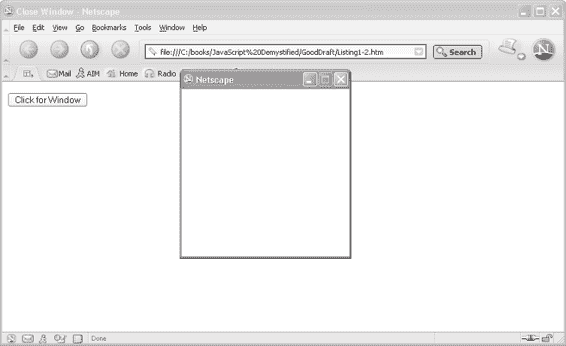 Close Window - Netscape
File Edit View Go Bookmarks Tools Window Help
file:///C:/books/JavaScript%20Demystified/GoodDraft/Listing1-2.htm
Search
N
Mail AIM Home Radio
Netscape
Click for Window
Done